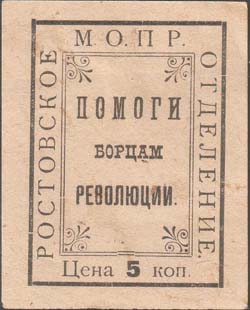 М. О. П. Р.
РОСТОВСКОЕ
ОТДЕЛЕНИЕ.
ПОМОГИ
БОРЦАМ
РЕВОЛЮЦИИ.
Цена 5 коп.